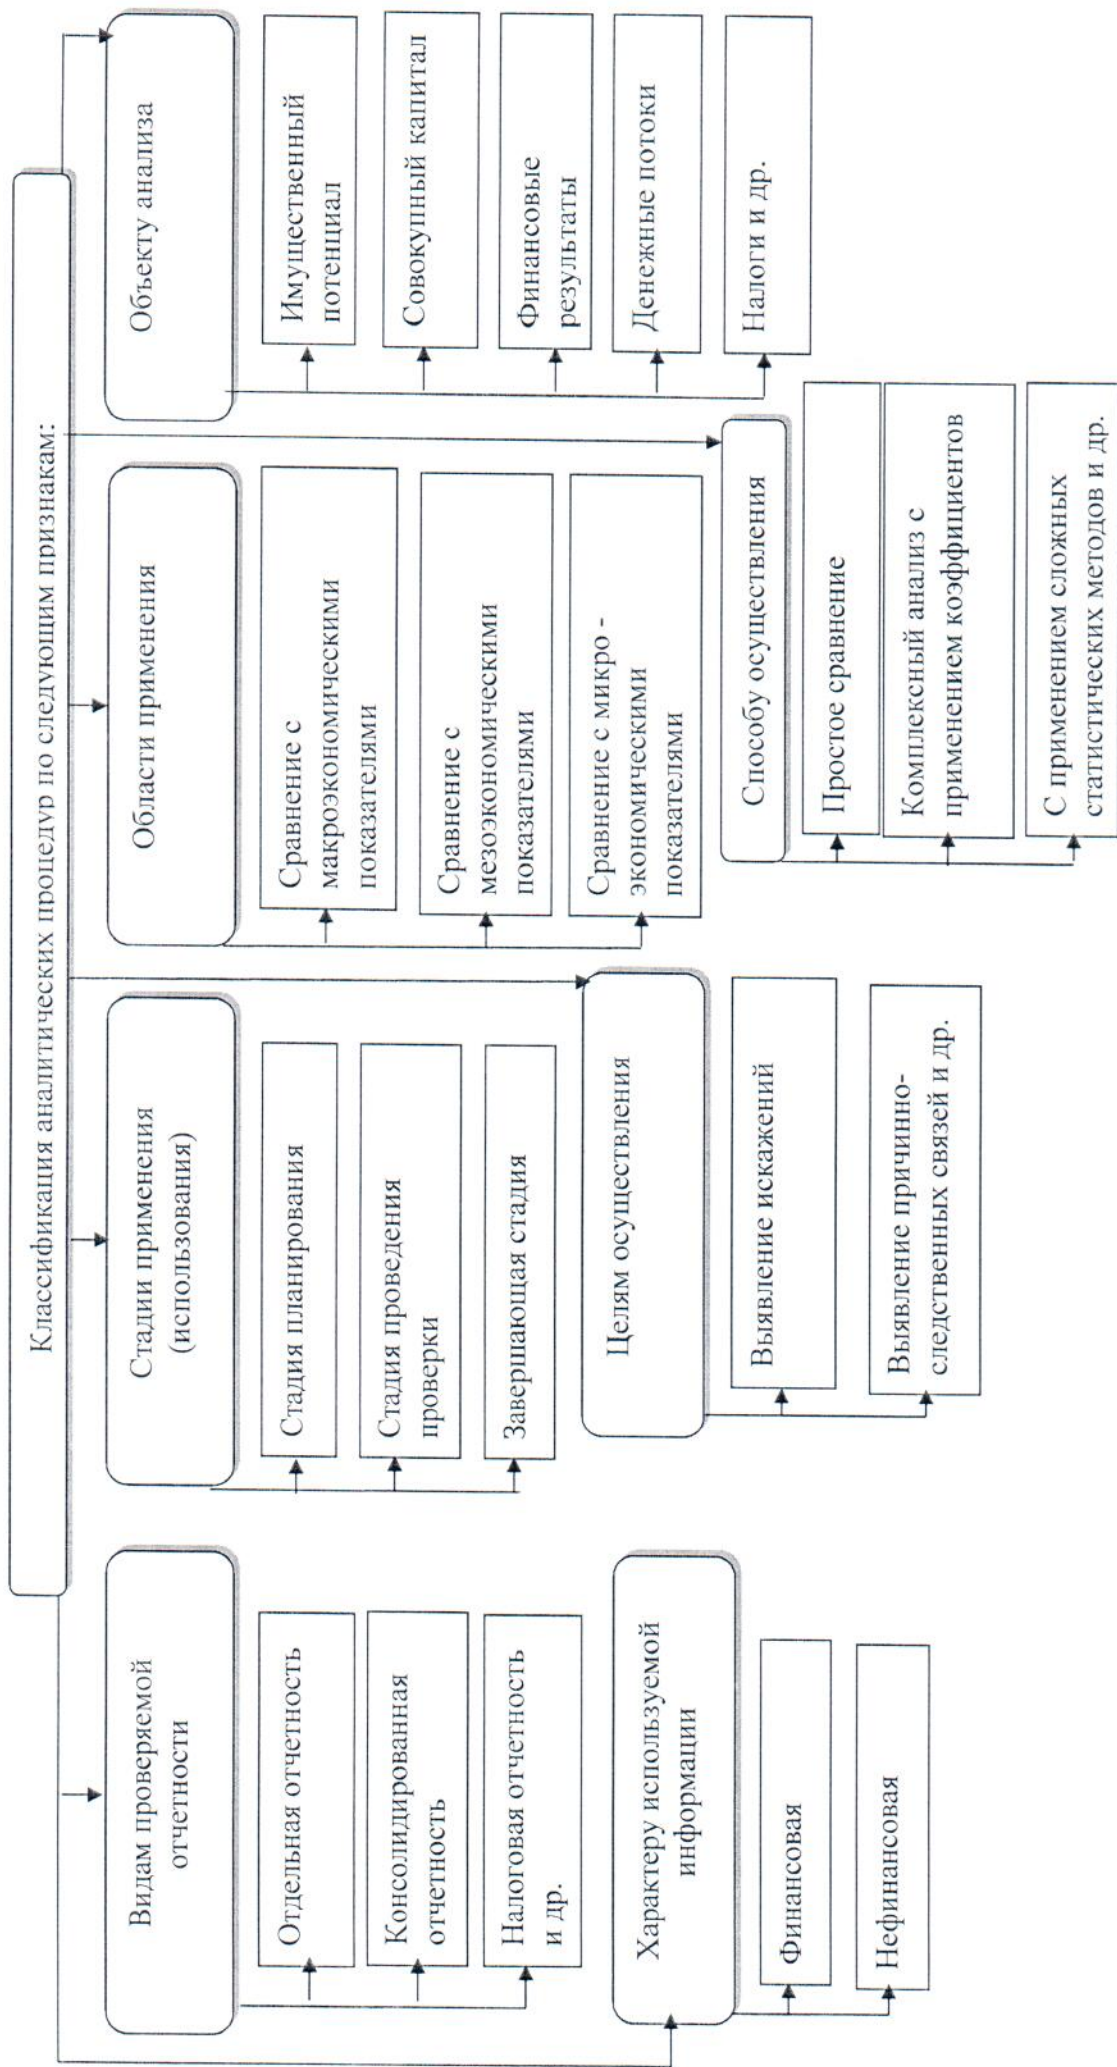 Классификация аналитических процедур по следующим признакам:
Видам проверяемой
отчетности
Отдельная отчетность
Консолидированная
отчетность
Налоговая отчетность
и др.
Характеру используемой
информации
Финансовая
Нефинансовая
Стадии применения
(использования)
Стадия планирования
Стадия проведения
проверки
Завершающая стадия
Целям осуществления
Выявление искажений
Выявление причинно-
следственных связей и др.
Области применения
Сравнение с
макроэкономическими
показателями
Сравнение с
мезоэкономическими
показателями
Сравнение с микро -
экономическими
показателями
Способу осуществления
Простое сравнение
Комплексный анализ с
применением коэффициентов
С применением сложных
статистических методов и др.
Объекту анализа
Имущественный
потенциал
Совокупный капитал
Финансовые
результаты
Денежные потоки
Налоги и др.